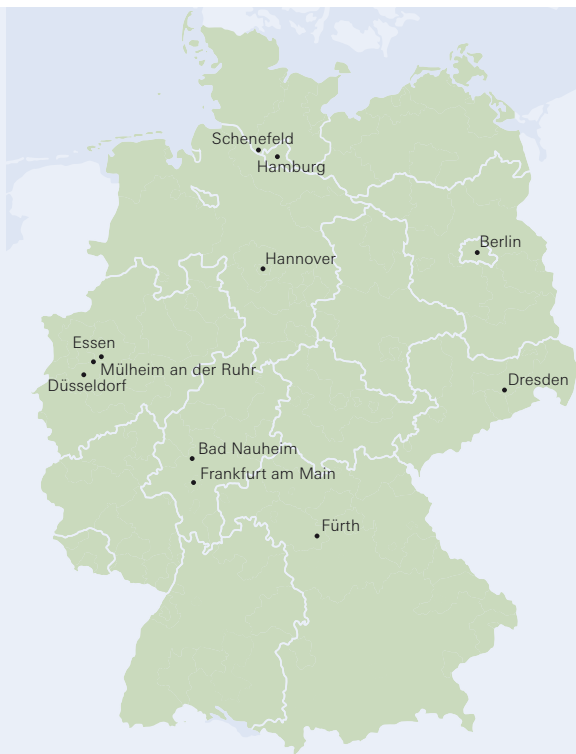 Schenefeld
Hamburg
Berlin
Hannover
Essen
Mülheim an der Ruhr
Düsseldorf
Dresden
Bad Nauheim
Frankfurt am Main
Fürth